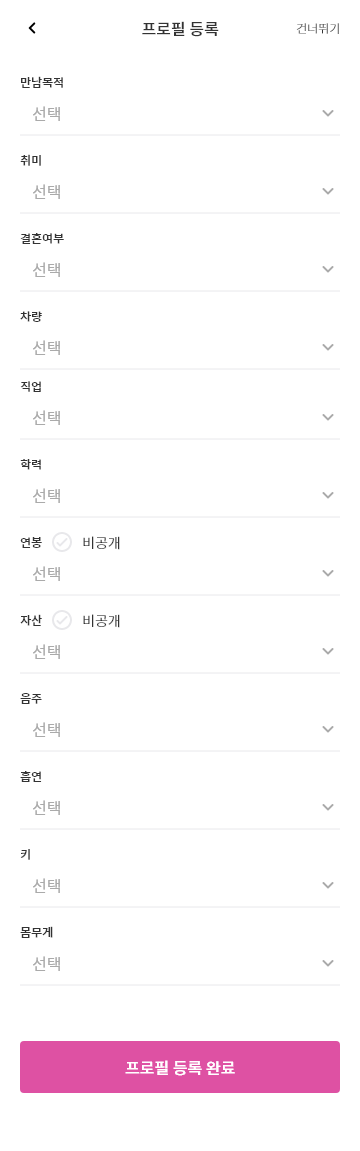 프로필 등록 건너뛰기
만남목적
선택
취미
선택
결혼여부
선택
차량
선택
직업
선택
학력
선택
연봉 비공개
선택
자산 비공개
선택
음주
선택
흡연
선택
키
선택
몸무게
선택
프로필 등록 완료